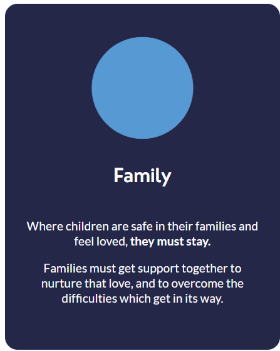 Family
Where children are safe in their families and
feel loved, they must stay.
Families must get support together to
nurture that love, and to overcome the
difficulties which get in its way.